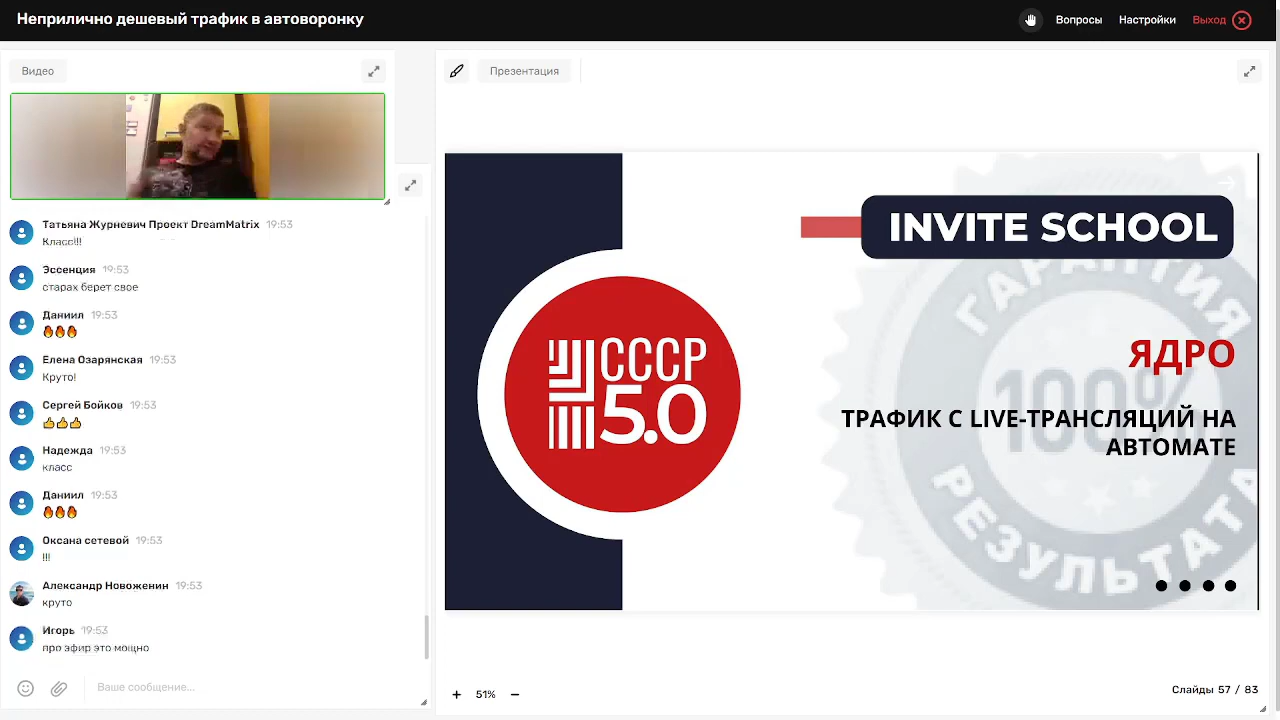 Неприлично дешевый трафик в автоворонку
Вопросы
Настройки
Выход
Видео
Татьяна Журневич Проект DreamMatrix 19:53
Класс!!!
Эссенция 19:53
старах берет свое
Даниил 19:53
🔥🔥🔥
Елена Озарянская 19:53
Круто!
Сергей Бойков 19:53
👍👍👍
Надежда 19:53
класс
Даниил 19:53
🔥🔥🔥
Оксана сетевой 19:53
!!!
Александр Новоженин 19:53
круто
Игорь 19:53
про эфир это мощно
Ваше сообщение...
Презентация
INVITE SCHOOL
СССР
5.0
ГАРАНТИЯ
100%
РЕЗУЛЬТАТА
ЯДРО
ТРАФИК С LIVE-ТРАНСЛЯЦИЙ НА
АВТОМАТЕ
+ 51% −
Слайды 57 / 83